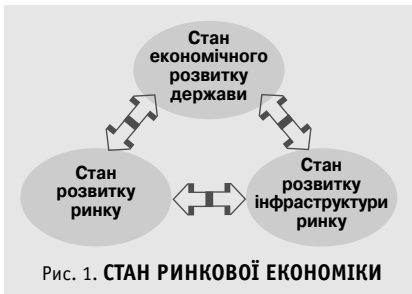 Стан
економічного
розвитку
держави
Стан
розвитку
ринку
Стан
розвитку
інфраструктури
ринку
Рис. 1. СТАН РИНКОВОЇ ЕКОНОМІКИ